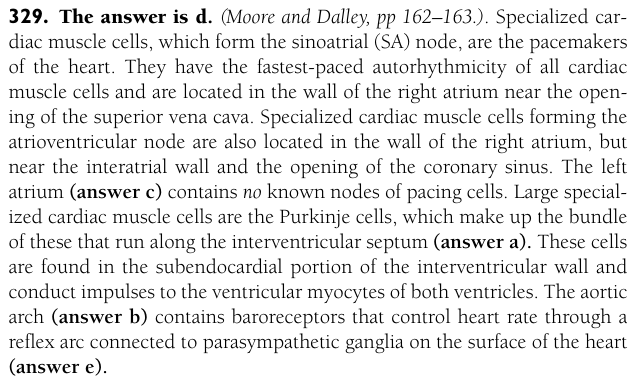 329. The answer is d. (Moore and Dalley, pp 162–163.). Specialized car-
diac muscle cells, which form the sinoatrial (SA) node, are the pacemakers
of the heart. They have the fastest-paced autorhythmicity of all cardiac
muscle cells and are located in the wall of the right atrium near the open-
ing of the superior vena cava. Specialized cardiac muscle cells forming the
atrioventricular node are also located in the wall of the right atrium, but
near the interatrial wall and the opening of the coronary sinus. The left
atrium (answer c) contains no known nodes of pacing cells. Large special-
ized cardiac muscle cells are the Purkinje cells, which make up the bundle
of these that run along the interventricular septum (answer a). These cells
are found in the subendocardial portion of the interventricular wall and
conduct impulses to the ventricular myocytes of both ventricles. The aortic
arch (answer b) contains baroreceptors that control heart rate through a
reflex arc connected to parasympathetic ganglia on the surface of the heart
(answer e).